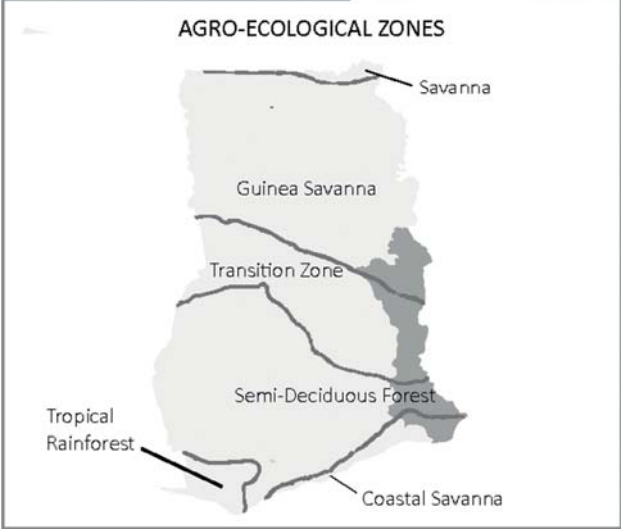 AGRO-ECOLOGICAL ZONES
Savanna
Guinea Savanna
Transition Zone
Semi-Deciduous Forest
Tropical
Rainforest
Coastal Savanna